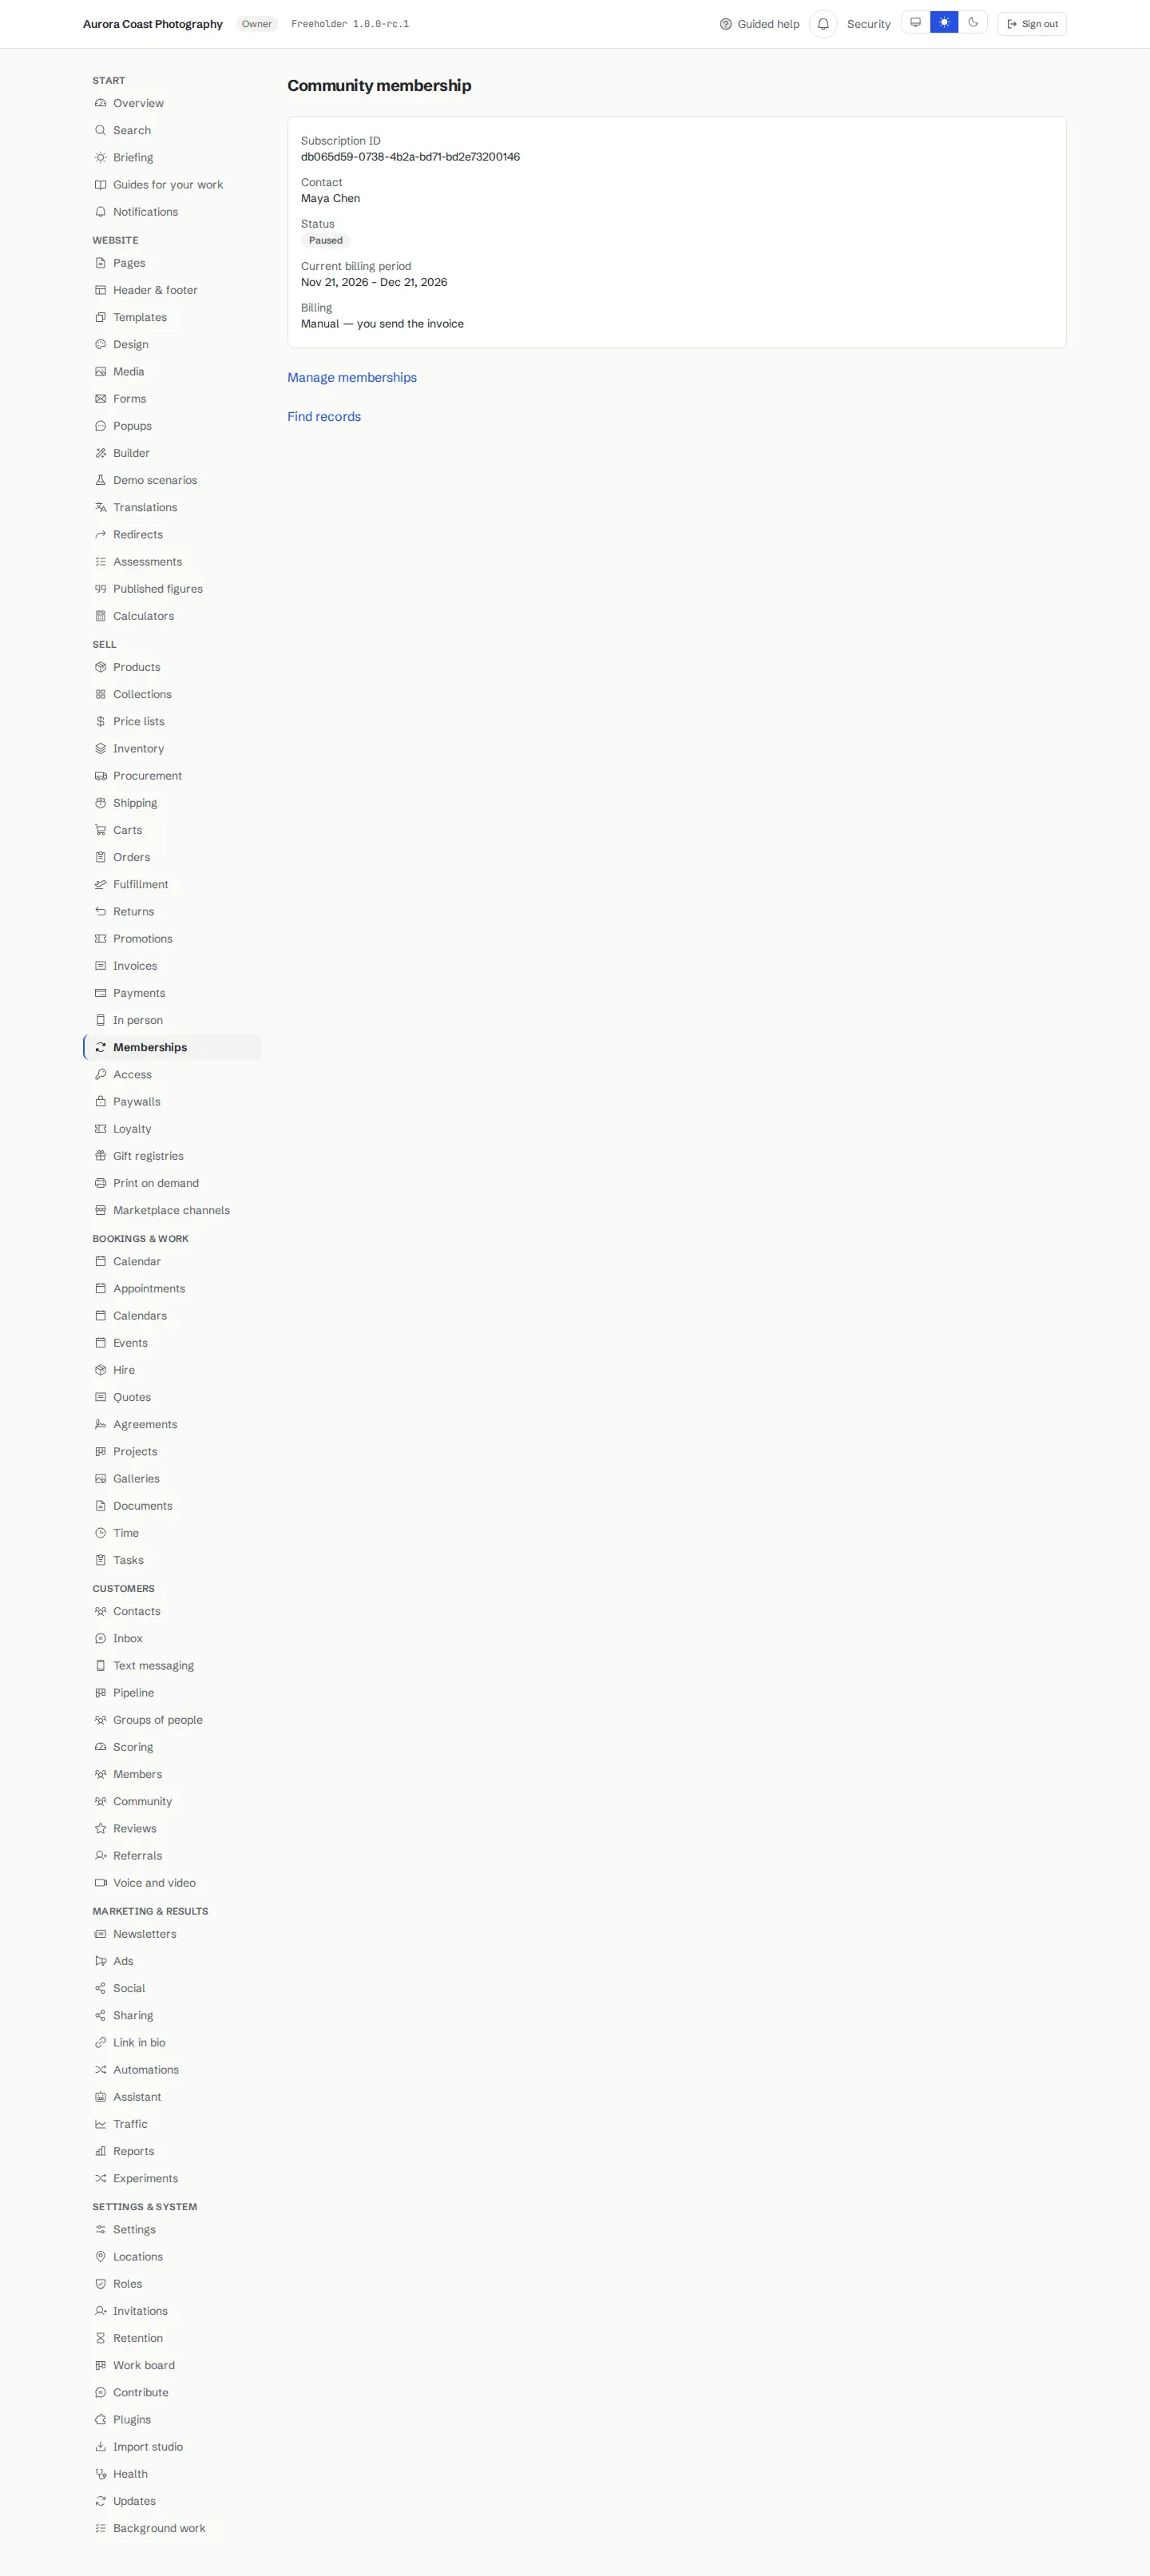 Aurora Coast Photography Owner Freeholder 1.0.0-rc.1 Guided help Security Sign out
START
Overview
Search
Briefing
Guides for your work
Notifications
WEBSITE
Pages
Header & footer
Templates
Design
Media
Forms
Popups
Builder
Demo scenarios
Translations
Redirects
Assessments
Published figures
Calculators
SELL
Products
Collections
Price lists
Inventory
Procurement
Shipping
Carts
Orders
Fulfillment
Returns
Promotions
Invoices
Payments
In person
Memberships
Access
Paywalls
Loyalty
Gift registries
Print on demand
Marketplace channels
BOOKINGS & WORK
Calendar
Appointments
Calendars
Events
Hire
Quotes
Agreements
Projects
Galleries
Documents
Time
Tasks
CUSTOMERS
Contacts
Inbox
Text messaging
Pipeline
Groups of people
Scoring
Members
Community
Reviews
Referrals
Voice and video
MARKETING & RESULTS
Newsletters
Ads
Social
Sharing
Link in bio
Automations
Assistant
Traffic
Reports
Experiments
SETTINGS & SYSTEM
Settings
Locations
Roles
Invitations
Retention
Work board
Contribute
Plugins
Import studio
Health
Updates
Background work
Community membership
Subscription ID
db065d59-0738-4b2a-bd71-bd2e73200146
Contact
Maya Chen
Status
Paused
Current billing period
Nov 21, 2026 - Dec 21, 2026
Billing
Manual — you send the invoice
Manage memberships
Find records